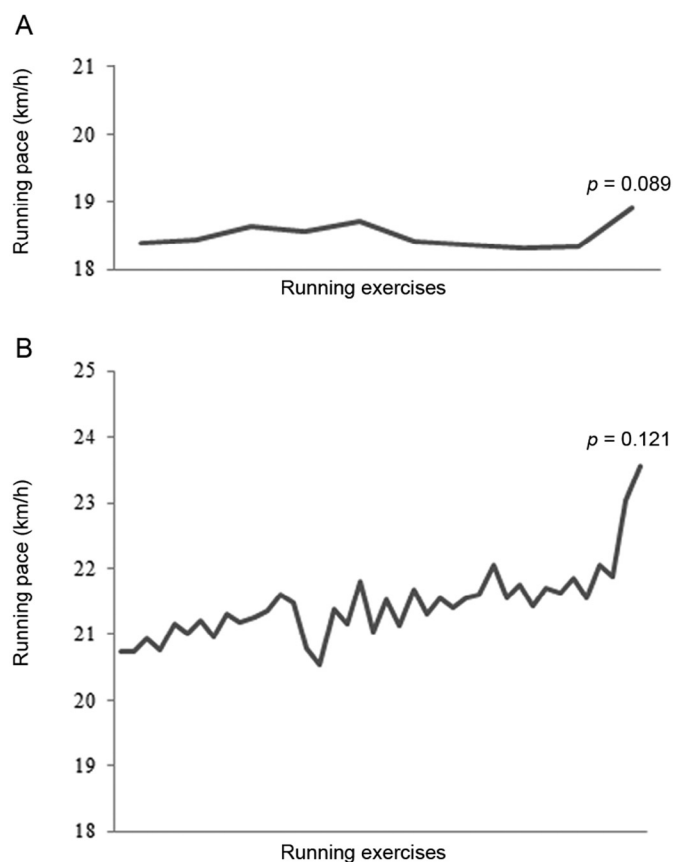 A
Running pace (km/h)
21
20
19
18
p = 0.089
Running exercises
B
Running pace (km/h)
25
24
23
22
21
20
19
18
p = 0.121
Running exercises